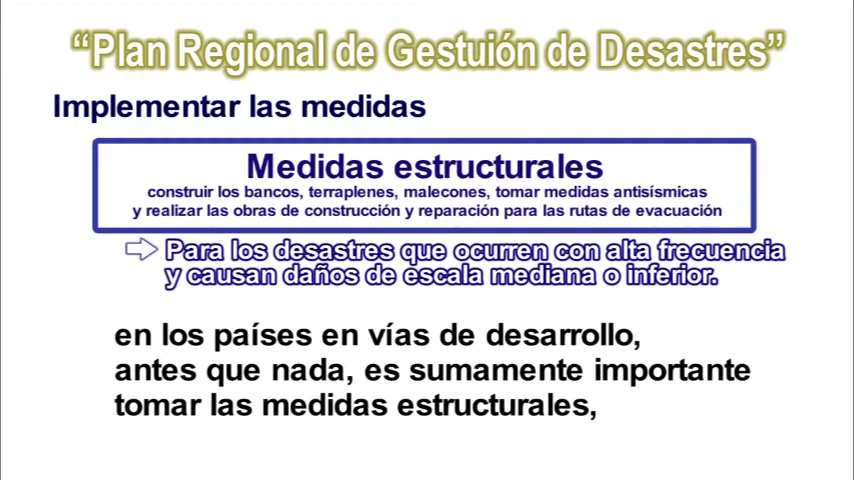 “Plan Regional de Gestuión de Desastres”
Implementar las medidas
Medidas estructurales
construir los bancos, terraplenes, malecones, tomar medidas antisísmicas
y realizar las obras de construcción y reparación para las rutas de evacuación
Para los desastres que ocurren con alta frecuencia
y causan daños de escala mediana o inferior.
en los países en vías de desarrollo,
antes que nada, es sumamente importante
tomar las medidas estructurales,